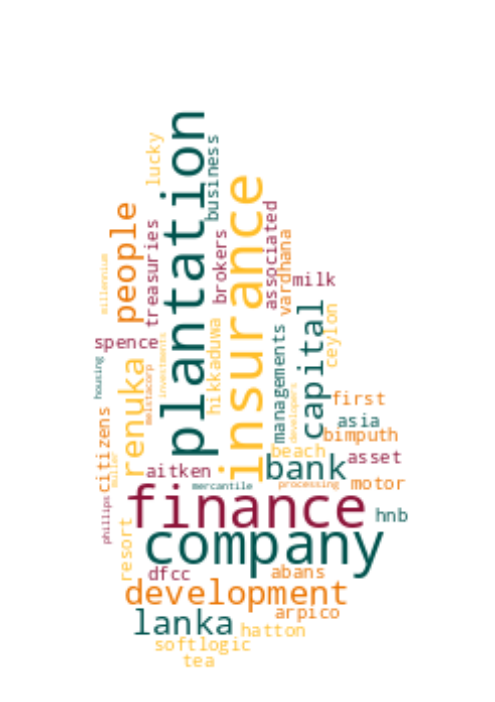 plantation
lucky
business
insurance
people
treasuries
brokers
associated
vardhana
milk
millennium
spence
renuka
housing
meistacorp
investments
hikkaduwa
managements
developers
capital
ceylon
first
asia
bimputh
citizens
muller
aitken
beach
bank
asset
mercantile
processing
motor
phillips
finance
hnb
resort
company
dfcc
abans
development
arpico
lanka
hatton
softlogic
tea